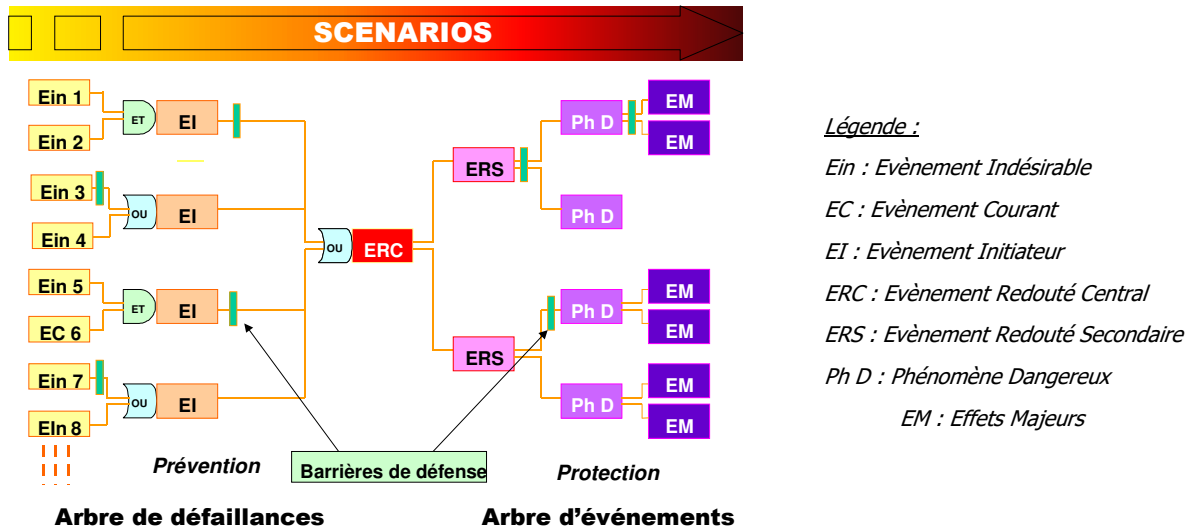 SCENARIOS
Ein 1
Ein 2
ET
EI
Ein 3
Ein 4
OU
EI
Ein 5
EC 6
ET
EI
Ein 7
EIn 8
OU
EI
OU
ERC
ERS
ERS
Ph D
Ph D
Ph D
Ph D
EM
EM
EM
EM
EM
EM
Prévention
Barrières de défense
Protection
Arbre de défaillances
Arbre d’événements
Légende :
Ein : Evènement Indésirable
EC : Evènement Courant
EI : Evènement Initiateur
ERC : Evènement Redouté Central
ERS : Evènement Redouté Secondaire
Ph D : Phénomène Dangereux
EM : Effets Majeurs